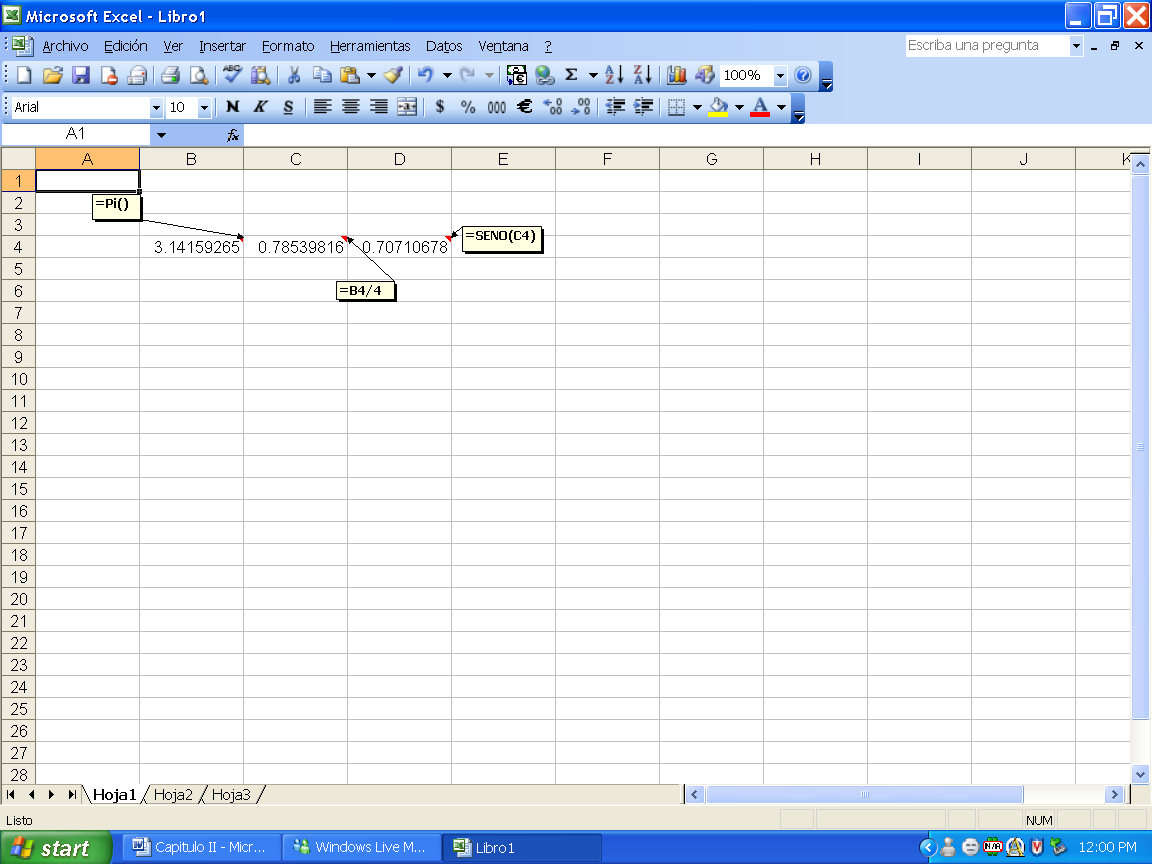 Microsoft Excel - Libro1
Archivo Edición Ver Insertar Formato Herramientas Datos Ventana ? Escriba una pregunta
100%
Arial 10 N K S $ % 000 €
A1 fx
A B C D E F G H I J K
1
2 =Pi()
3
4 3.14159265 0.78539816 0.70710678 =SENO(C4)
5
6 =B4/4
7
8
9
10
11
12
13
14
15
16
17
18
19
20
21
22
23
24
25
26
27
28
Hoja1 Hoja2 Hoja3
Listo NUM
start Capitulo II - Micr... Windows Live M... Libro1 12:00 PM